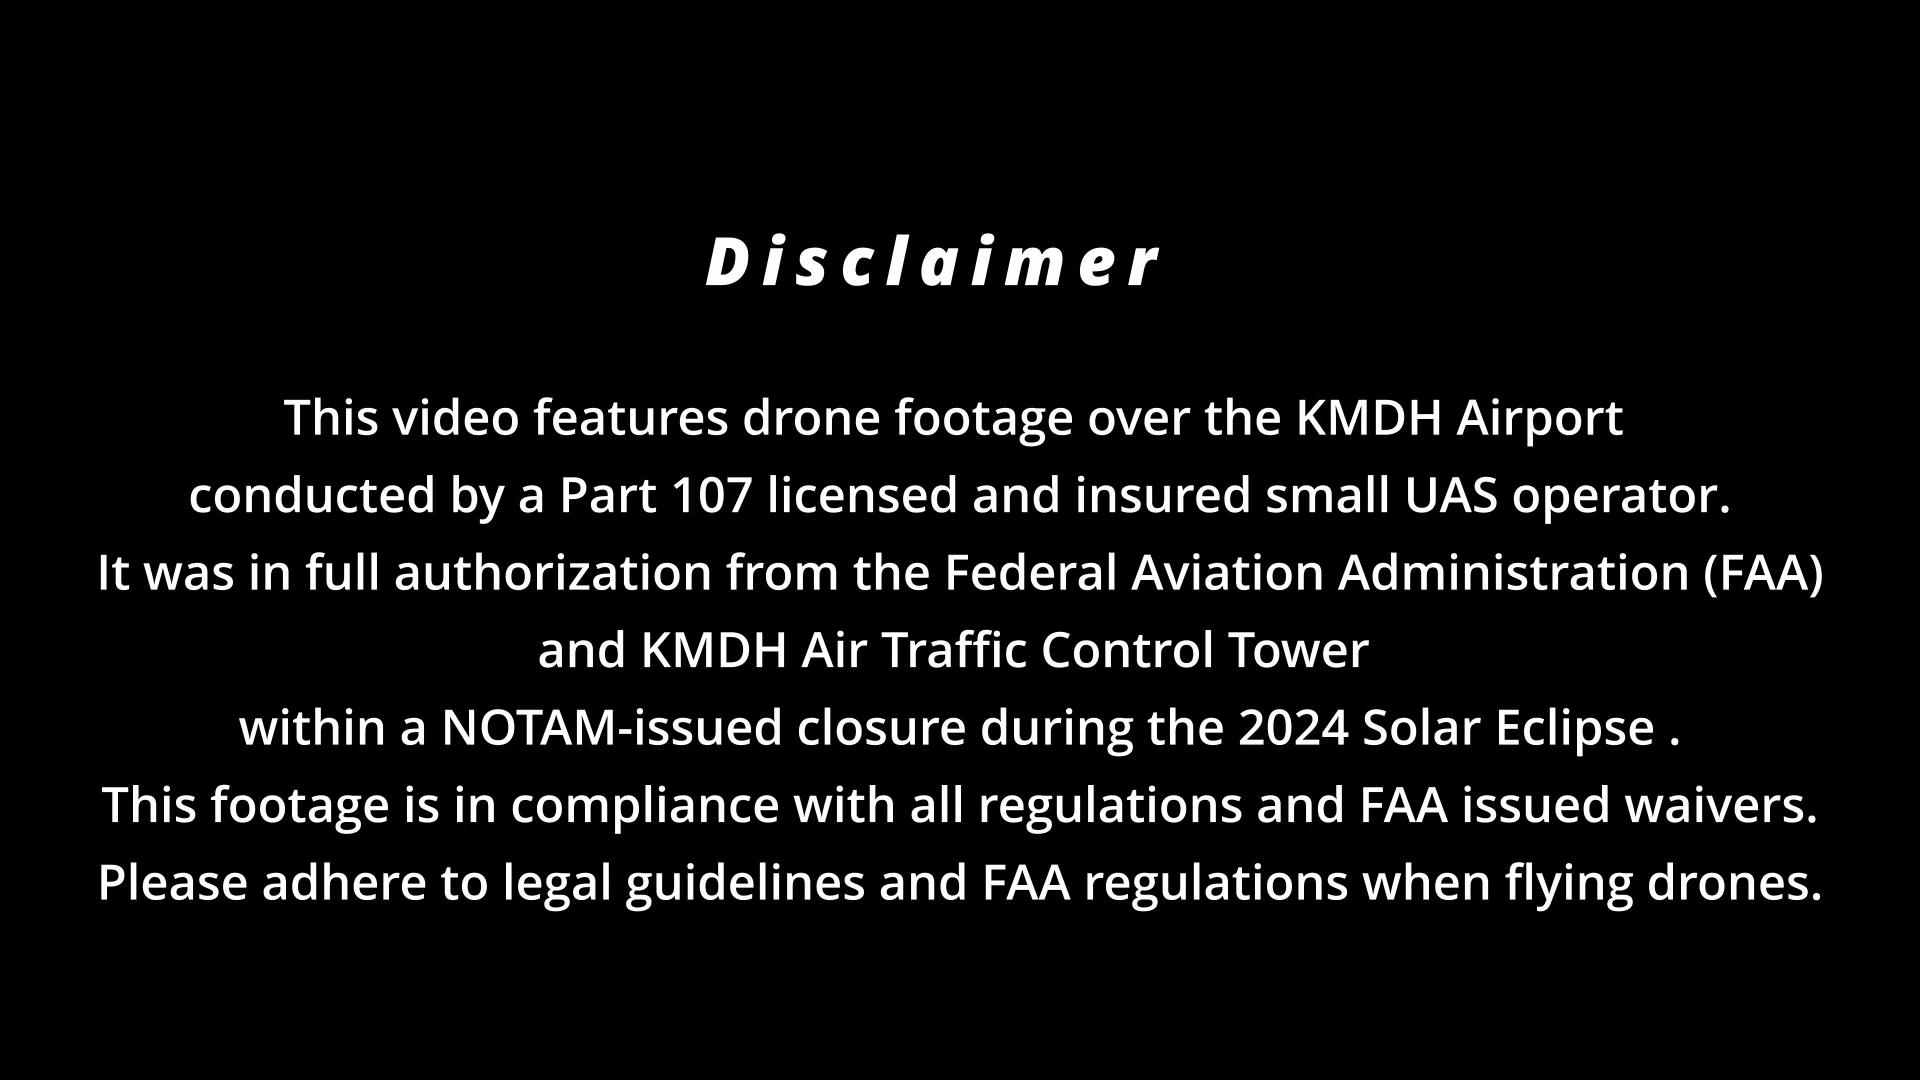 Disclaimer
This video features drone footage over the KMDH Airport
conducted by a Part 107 licensed and insured small UAS operator.
It was in full authorization from the Federal Aviation Administration (FAA)
and KMDH Air Traffic Control Tower
within a NOTAM-issued closure during the 2024 Solar Eclipse .
This footage is in compliance with all regulations and FAA issued waivers.
Please adhere to legal guidelines and FAA regulations when flying drones.